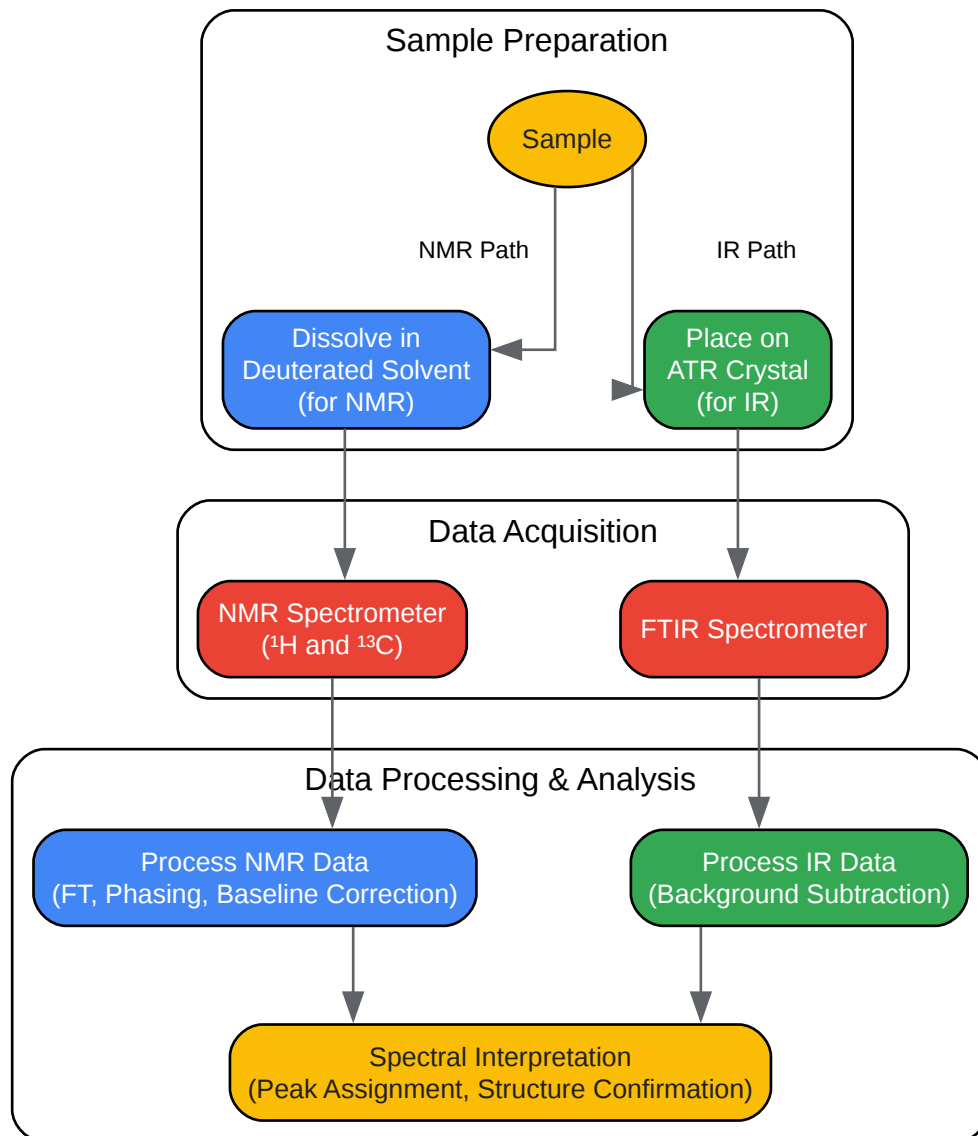 Sample Preparation
Sample
NMR Path
IR Path
Dissolve in
Deuterated Solvent
(for NMR)
Place on
ATR Crystal
(for IR)
Data Acquisition
NMR Spectrometer
(¹H and ¹³C)
FTIR Spectrometer
Data Processing & Analysis
Process NMR Data
(FT, Phasing, Baseline Correction)
Process IR Data
(Background Subtraction)
Spectral Interpretation
(Peak Assignment, Structure Confirmation)